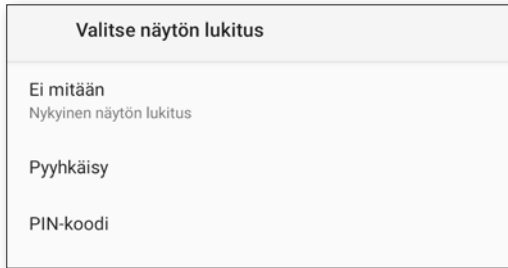 Valitse näytön lukitus
Ei mitään
Nykyinen näytön lukitus
Pyyhkäisy
PIN-koodi